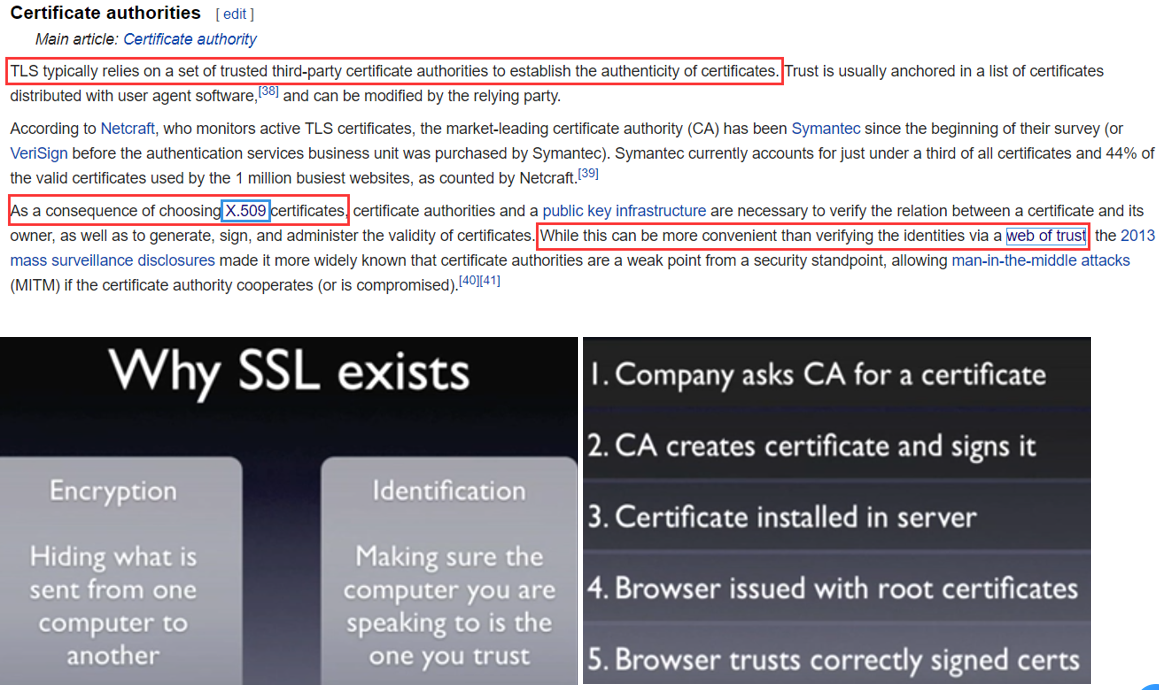 Certificate authorities [ edit ]
Main article: Certificate authority
TLS typically relies on a set of trusted third-party certificate authorities to establish the authenticity of certificates. Trust is usually anchored in a list of certificates
distributed with user agent software,[38] and can be modified by the relying party.
According to Netcraft, who monitors active TLS certificates, the market-leading certificate authority (CA) has been Symantec since the beginning of their survey (or
VeriSign before the authentication services business unit was purchased by Symantec). Symantec currently accounts for just under a third of all certificates and 44% of
the valid certificates used by the 1 million busiest websites, as counted by Netcraft.[39]
As a consequence of choosing X.509 certificates, certificate authorities and a public key infrastructure are necessary to verify the relation between a certificate and its
owner, as well as to generate, sign, and administer the validity of certificates. While this can be more convenient than verifying the identities via a web of trust, the 2013
mass surveillance disclosures made it more widely known that certificate authorities are a weak point from a security standpoint, allowing man-in-the-middle attacks
(MITM) if the certificate authority cooperates (or is compromised).[40][41]
Why SSL exists
Encryption
Hiding what is
sent from one
computer to
another
Identification
Making sure the
computer you are
speaking to is the
one you trust
1. Company asks CA for a certificate
2. CA creates certificate and signs it
3. Certificate installed in server
4. Browser issued with root certificates
5. Browser trusts correctly signed certs